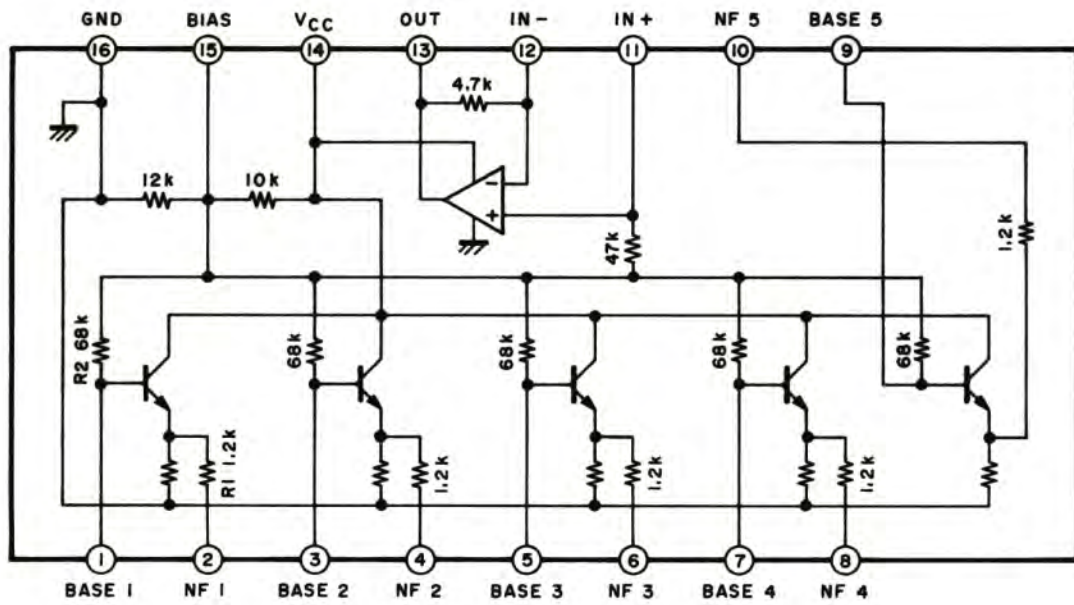 GND BIAS VCC OUT IN- IN+ NF 5 BASE 5
16 15 14 13 12 11 10 9
4.7k
12k 10k
-
+
47k
1.2k
R2 68k
68k
68k
68k
68k
R1 1.2k
1.2k
1.2k
1.2k
1 2 3 4 5 6 7 8
BASE 1 NF 1 BASE 2 NF 2 BASE 3 NF 3 BASE 4 NF 4